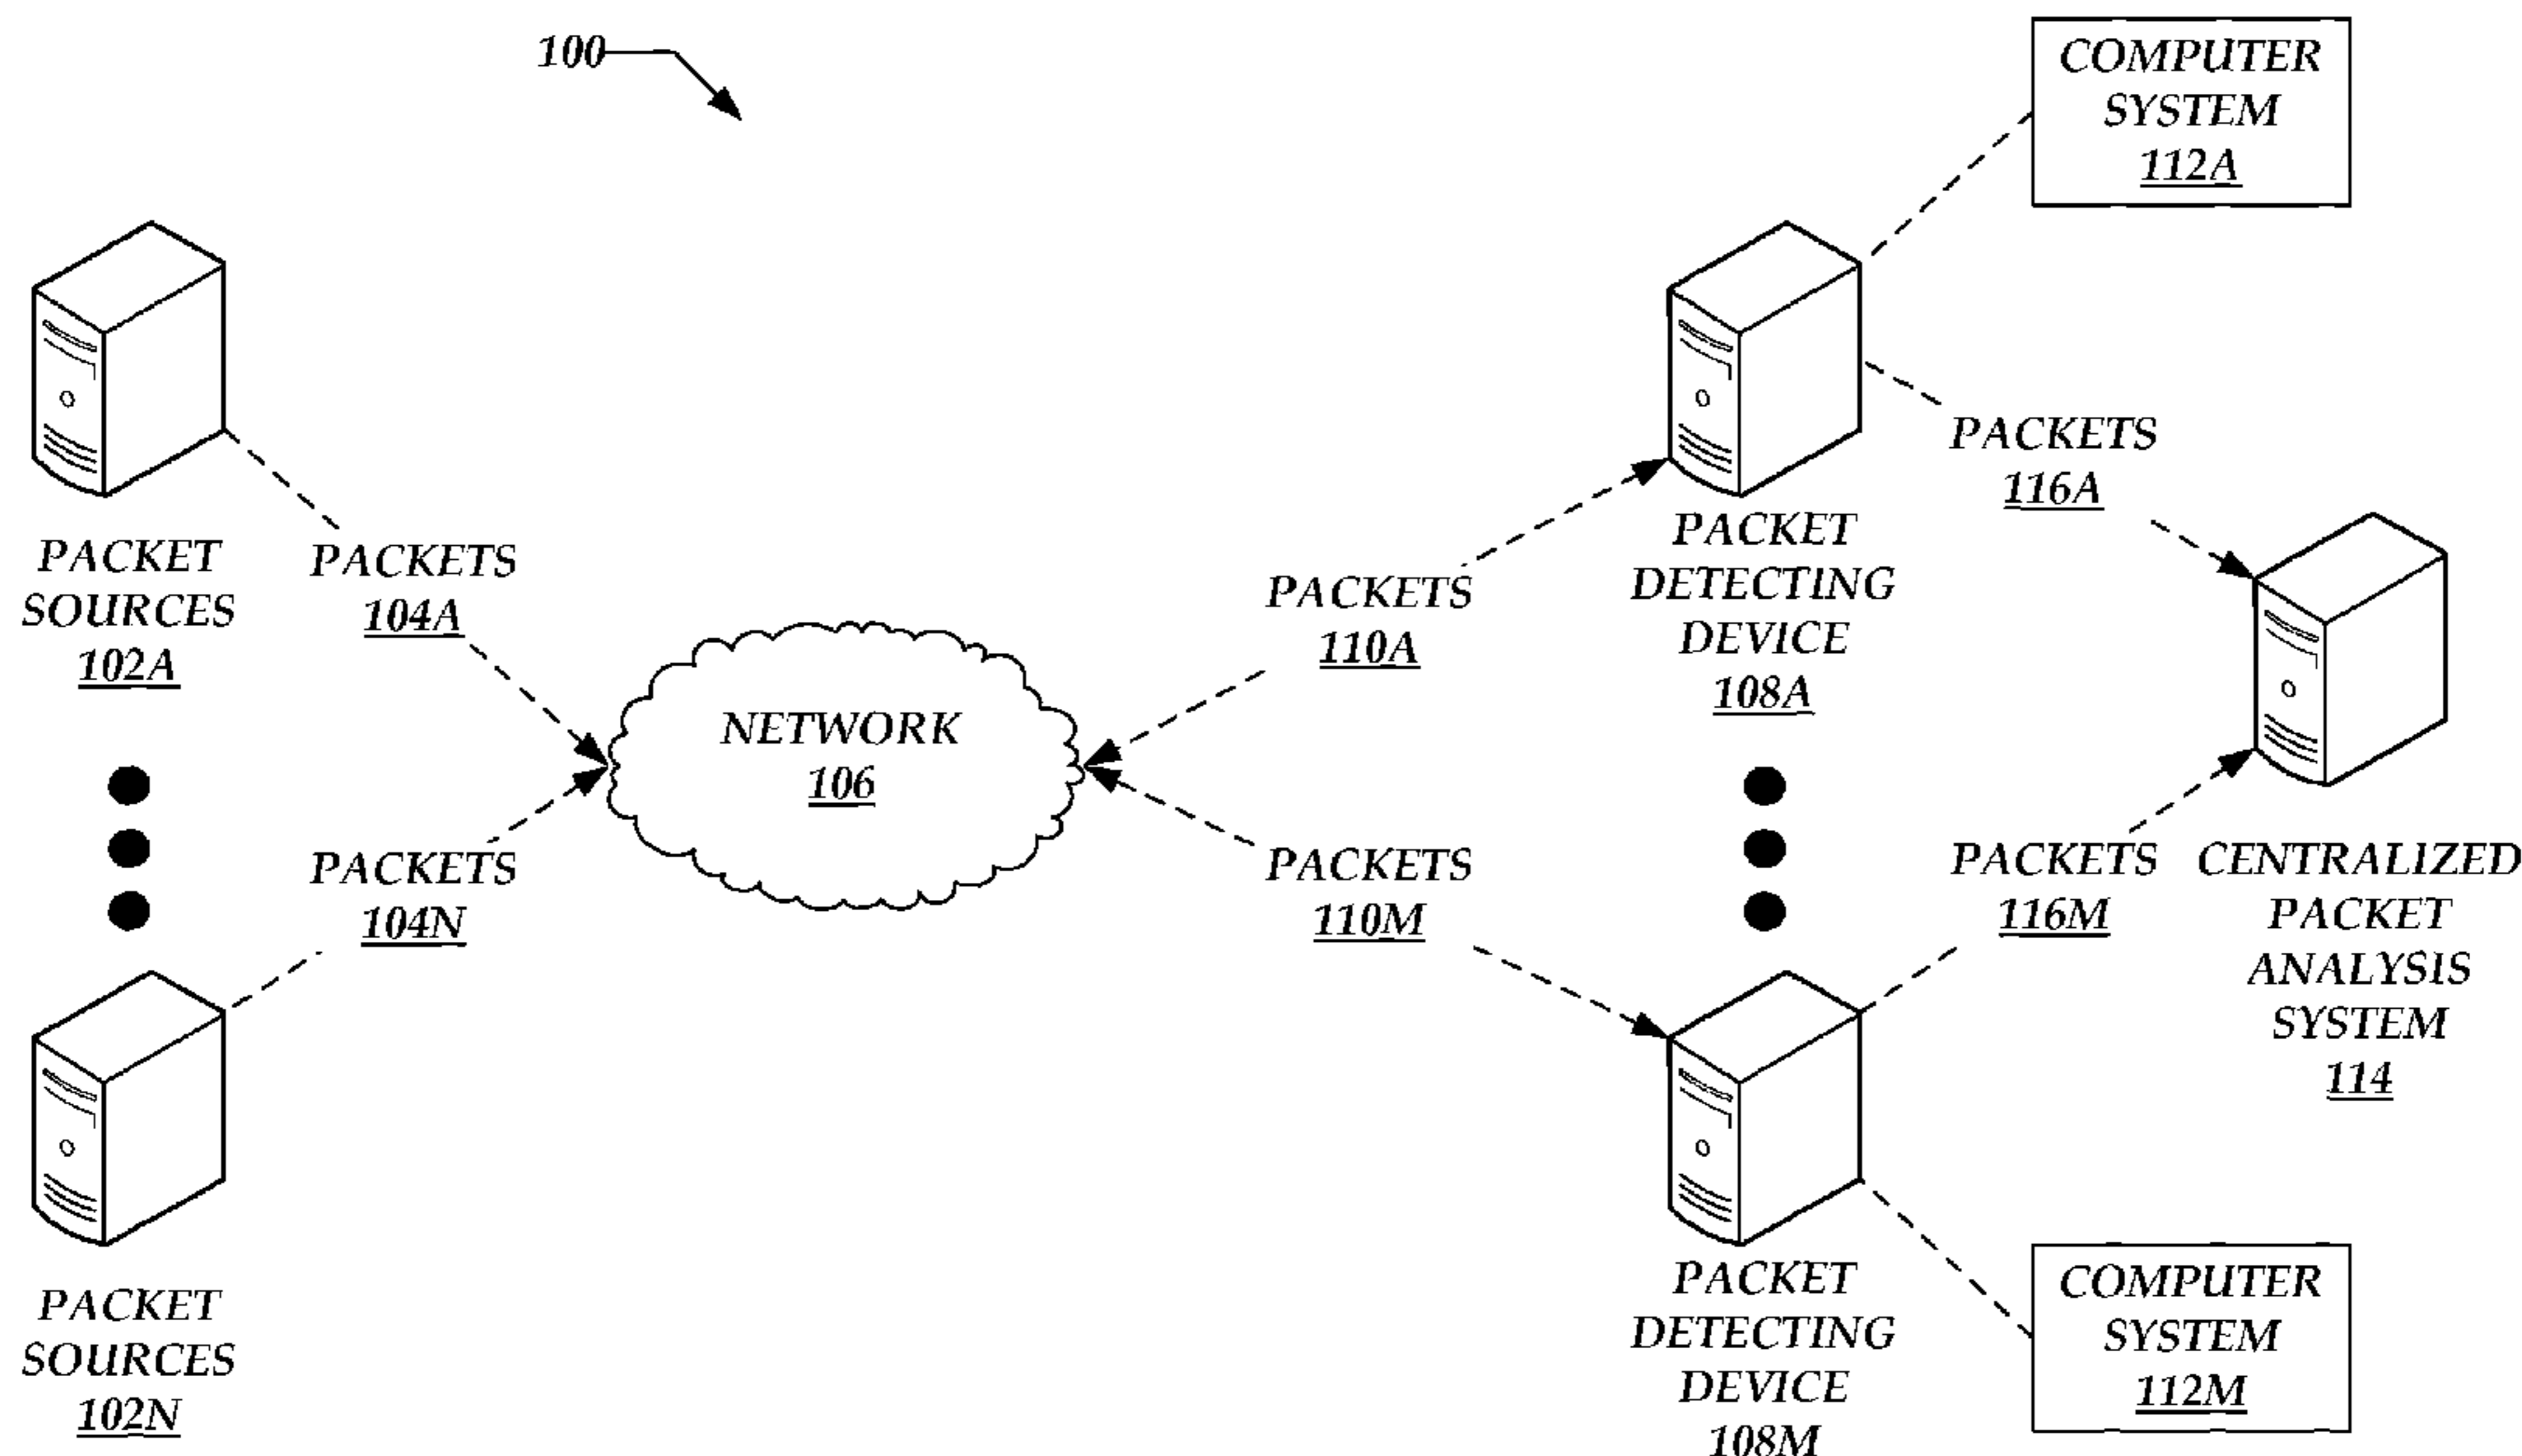 100
COMPUTER
SYSTEM
112A
PACKETS
116A
PACKET
SOURCES
102A
PACKETS
104A
PACKETS
110A
PACKET
DETECTING
DEVICE
108A
NETWORK
106
PACKETS
104N
PACKETS
110M
PACKETS
116M
CENTRALIZED
PACKET
ANALYSIS
SYSTEM
114
PACKET
SOURCES
102N
PACKET
DETECTING
DEVICE
108M
COMPUTER
SYSTEM
112M